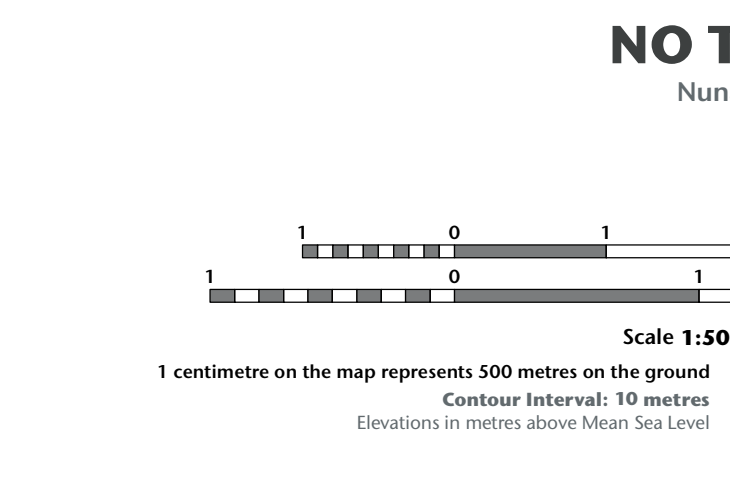 NO T
Nun
1 0 1
1 0 1
Scale 1:50
1 centimetre on the map represents 500 metres on the ground
Contour Interval: 10 metres
Elevations in metres above Mean Sea Level